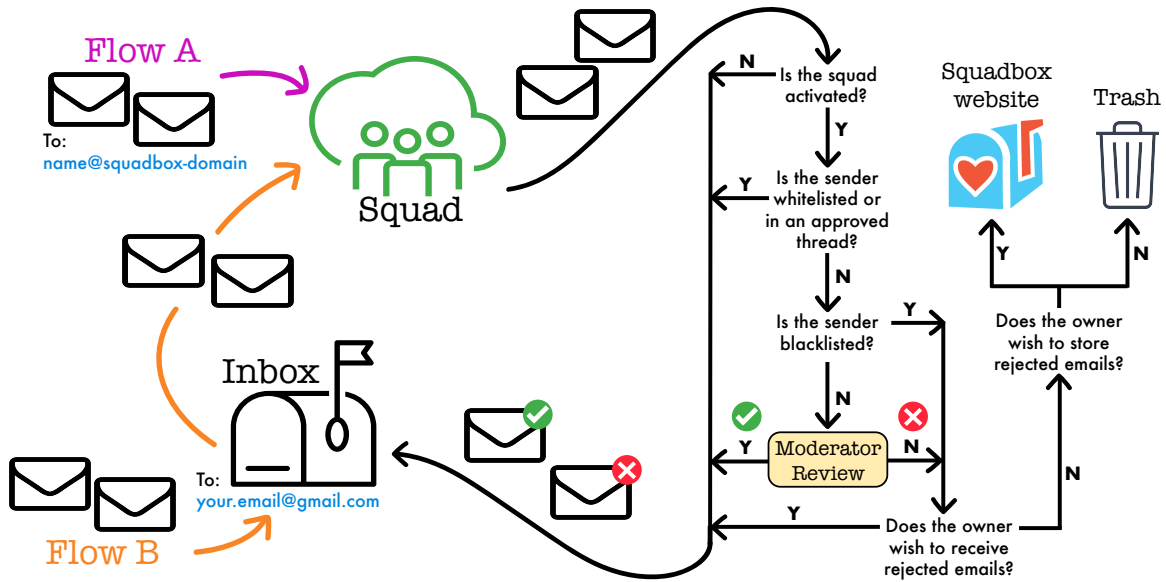 Flow A
To:
name@squadbox-domain
Squad
Inbox
To:
your.email@gmail.com
Flow B
Is the squad
activated?
N
Y
Is the sender
whitelisted or
in an approved
thread?
Y
N
Is the sender
blacklisted?
Y
N
Moderator
Review
Y
N
Does the owner
wish to receive
rejected emails?
Y
N
Does the owner
wish to store
rejected emails?
Y
N
Squadbox
website
Trash